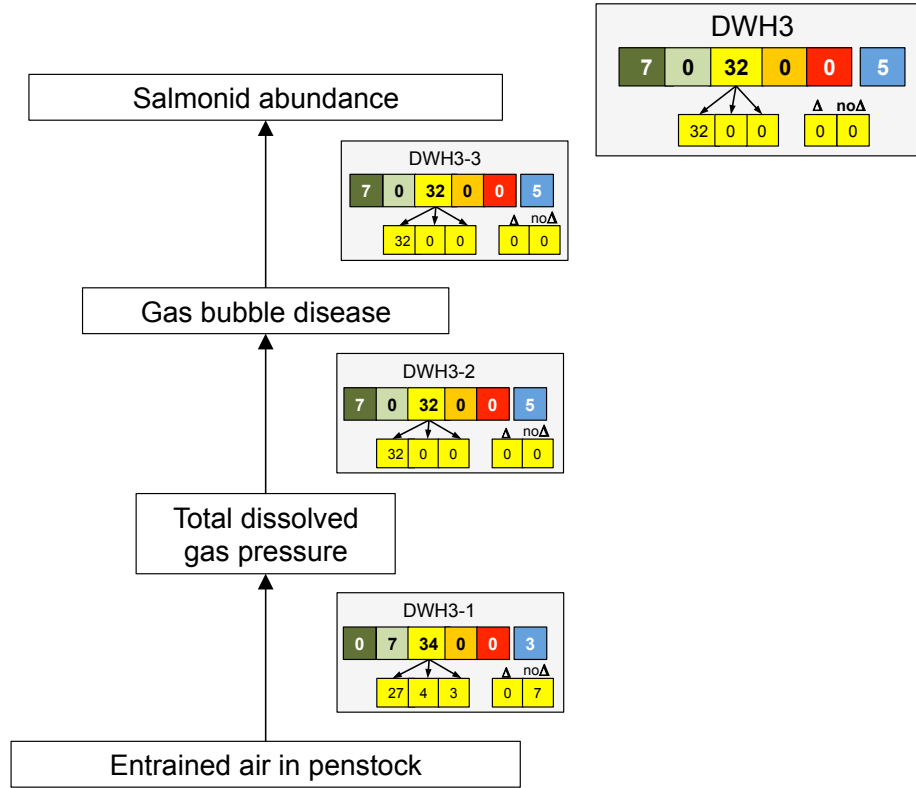 DWH3
7 0 32 0 0 5
Δ noΔ
32 0 0 0 0
Salmonid abundance
DWH3-3
7 0 32 0 0 5
Δ noΔ
32 0 0 0 0
Gas bubble disease
DWH3-2
7 0 32 0 0 5
Δ noΔ
32 0 0 0 0
Total dissolved
gas pressure
DWH3-1
0 7 34 0 0 3
Δ noΔ
27 4 3 0 7
Entrained air in penstock